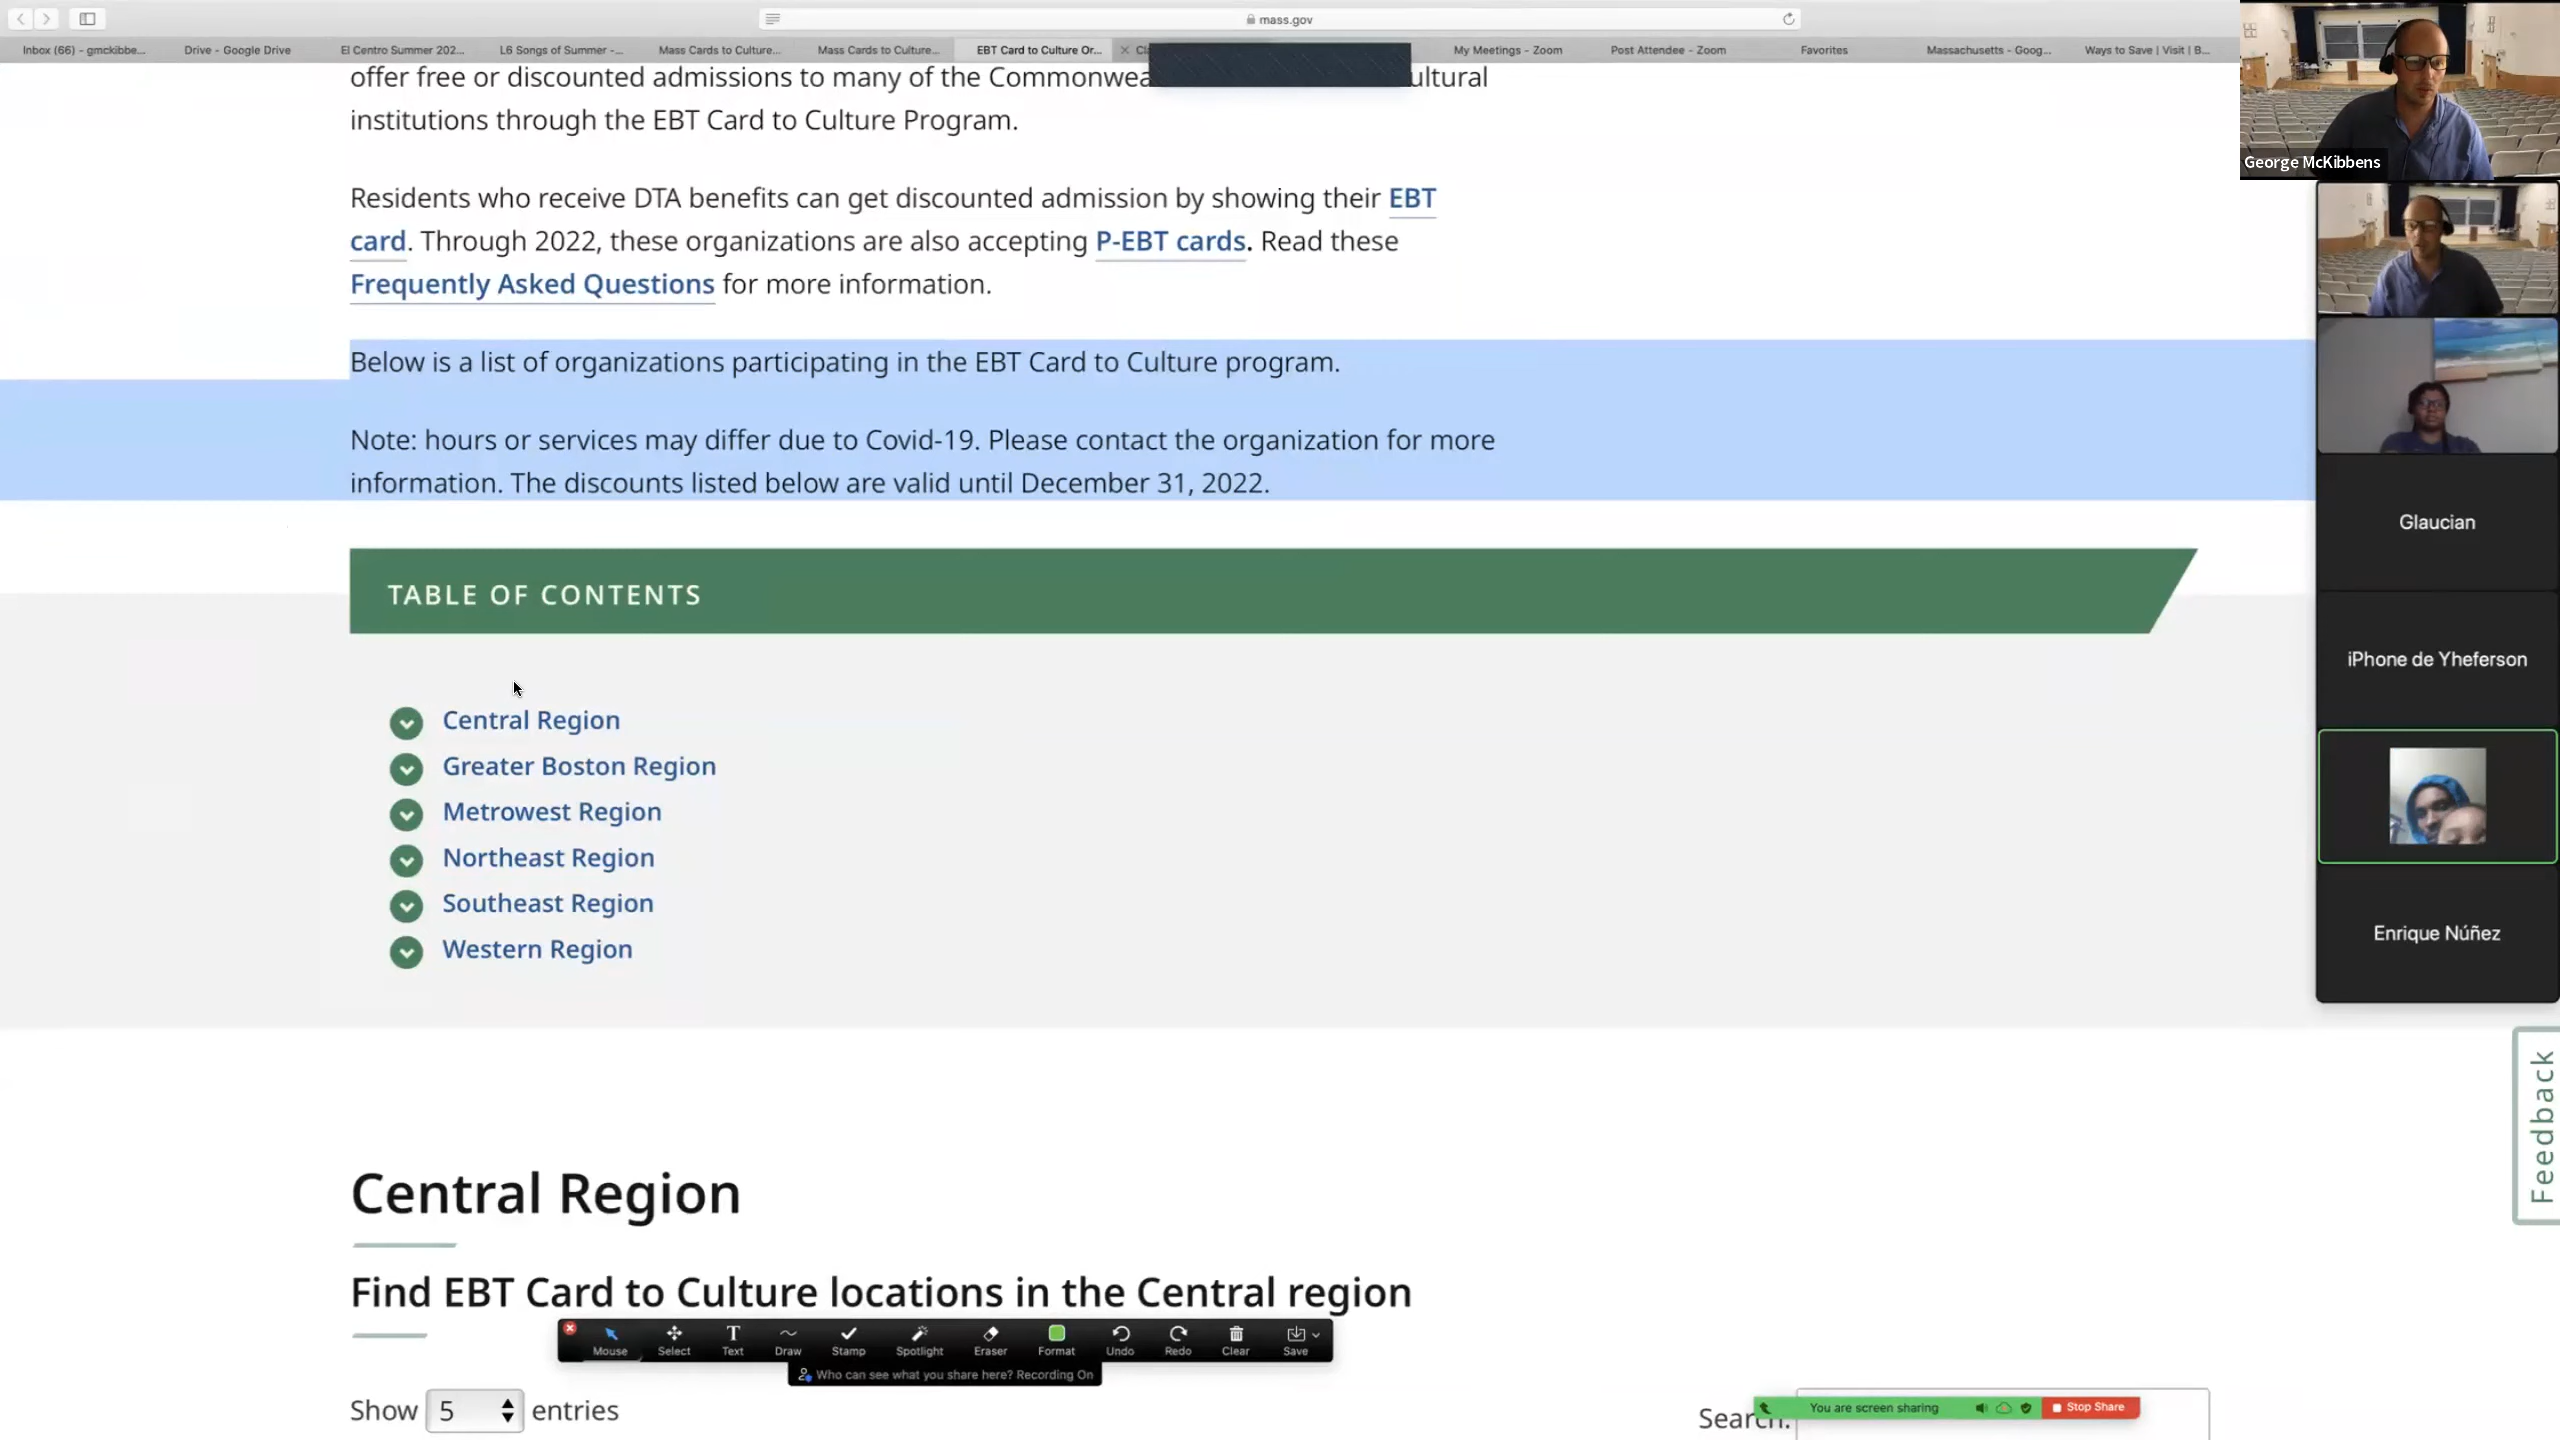 mass.gov
Inbox (66) - gmckibbe...
Drive - Google Drive
El Centro Summer 202...
L6 Songs of Summer -...
Mass Cards to Culture...
Mass Cards to Culture...
EBT Card to Culture Or...
My Meetings - Zoom
Post Attendee - Zoom
Favorites
Massachusetts - Goog...
Ways to Save | Visit | B...
offer free or discounted admissions to many of the
institutions through the EBT Card to Culture Program.
Residents who receive DTA benefits can get discounted admission by showing their EBT
card. Through 2022, these organizations are also accepting P-EBT cards. Read these
Frequently Asked Questions for more information.
Below is a list of organizations participating in the EBT Card to Culture program.
Note: hours or services may differ due to Covid-19. Please contact the organization for more
information. The discounts listed below are valid until December 31, 2022.
TABLE OF CONTENTS
Central Region
Greater Boston Region
Metrowest Region
Northeast Region
Southeast Region
Western Region
Central Region
Find EBT Card to Culture locations in the Central region
Mouse
Select
Text
Draw
Stamp
Spotlight
Eraser
Format
Undo
Redo
Clear
Save
Who can see what you share here? Recording On
Show 5 entries
Search:
You are screen sharing
Stop Share
George McKibbens
Glaucian
iPhone de Yheferson
Enrique Núñez
Feedback